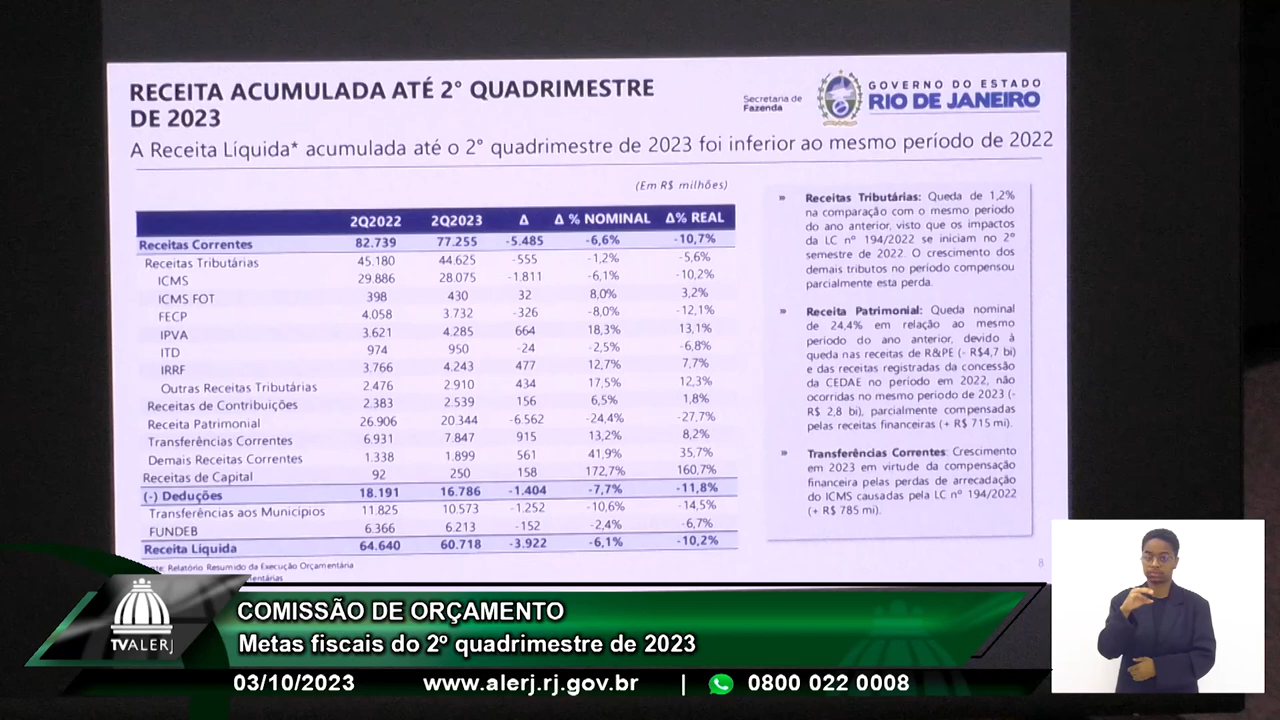 RECEITA ACUMULADA ATÉ 2° QUADRIMESTRE
DE 2023
Secretaria de
Fazenda
GOVERNO DO ESTADO
RIO DE JANEIRO
A Receita Líquida* acumulada até o 2° quadrimestre de 2023 foi inferior ao mesmo período de 2022
(Em R$ milhões)
2Q2022 2Q2023 Δ Δ % NOMINAL Δ% REAL
Receitas Correntes 82.739 77.255 -5.485 -6,6% -10,7%
Receitas Tributárias 45.180 44.625 -555 -1,2% -5,6%
ICMS 29.886 28.075 -1.811 -6,1% -10,2%
ICMS FOT 398 430 32 8,0% 3,2%
FECP 4.058 3.732 -326 -8,0% -12,1%
IPVA 3.621 4.285 664 18,3% 13,1%
ITD 974 950 -24 -2,5% -6,8%
IRRF 3.766 4.243 477 12,7% 7,7%
Outras Receitas Tributárias 2.476 2.910 434 17,5% 12,3%
Receitas de Contribuições 2.383 2.539 156 6,5% 1,8%
Receita Patrimonial 26.906 20.344 -6.562 -24,4% -27,7%
Transferências Correntes 6.931 7.847 915 13,2% 8,2%
Demais Receitas Correntes 1.338 1.899 561 41,9% 35,7%
Receitas de Capital 92 250 158 172,7% 160,7%
(-) Deduções 18.191 16.786 -1.404 -7,7% -11,8%
Transferências aos Municípios 11.825 10.573 -1.252 -10,6% -14,5%
FUNDEB 6.366 6.213 -152 -2,4% -6,7%
Receita Líquida 64.640 60.718 -3.922 -6,1% -10,2%
Relatório Resumido da Execução Orçamentária
» Receitas Tributárias: Queda de 1,2%
na comparação com o mesmo período
do ano anterior, visto que os impactos
da LC nº 194/2022 se iniciam no 2º
semestre de 2022. O crescimento dos
demais tributos no período compensou
parcialmente esta perda.
» Receita Patrimonial: Queda nominal
de 24,4% em relação ao mesmo
período do ano anterior, devido à
queda nas receitas de R&PE (- R$4,7 bi)
e das receitas registradas da concessão
da CEDAE no período em 2022, não
ocorridas no mesmo período de 2023 (-
R$ 2,8 bi), parcialmente compensadas
pelas receitas financeiras (+ R$ 715 mi).
» Transferências Correntes: Crescimento
em 2023 em virtude da compensação
financeira pelas perdas de arrecadação
do ICMS causadas pela LC nº 194/2022
(+ R$ 785 mi).
8
TVALERJ
COMISSÃO DE ORÇAMENTO
Metas fiscais do 2º quadrimestre de 2023
03/10/2023 www.alerj.rj.gov.br | 0800 022 0008